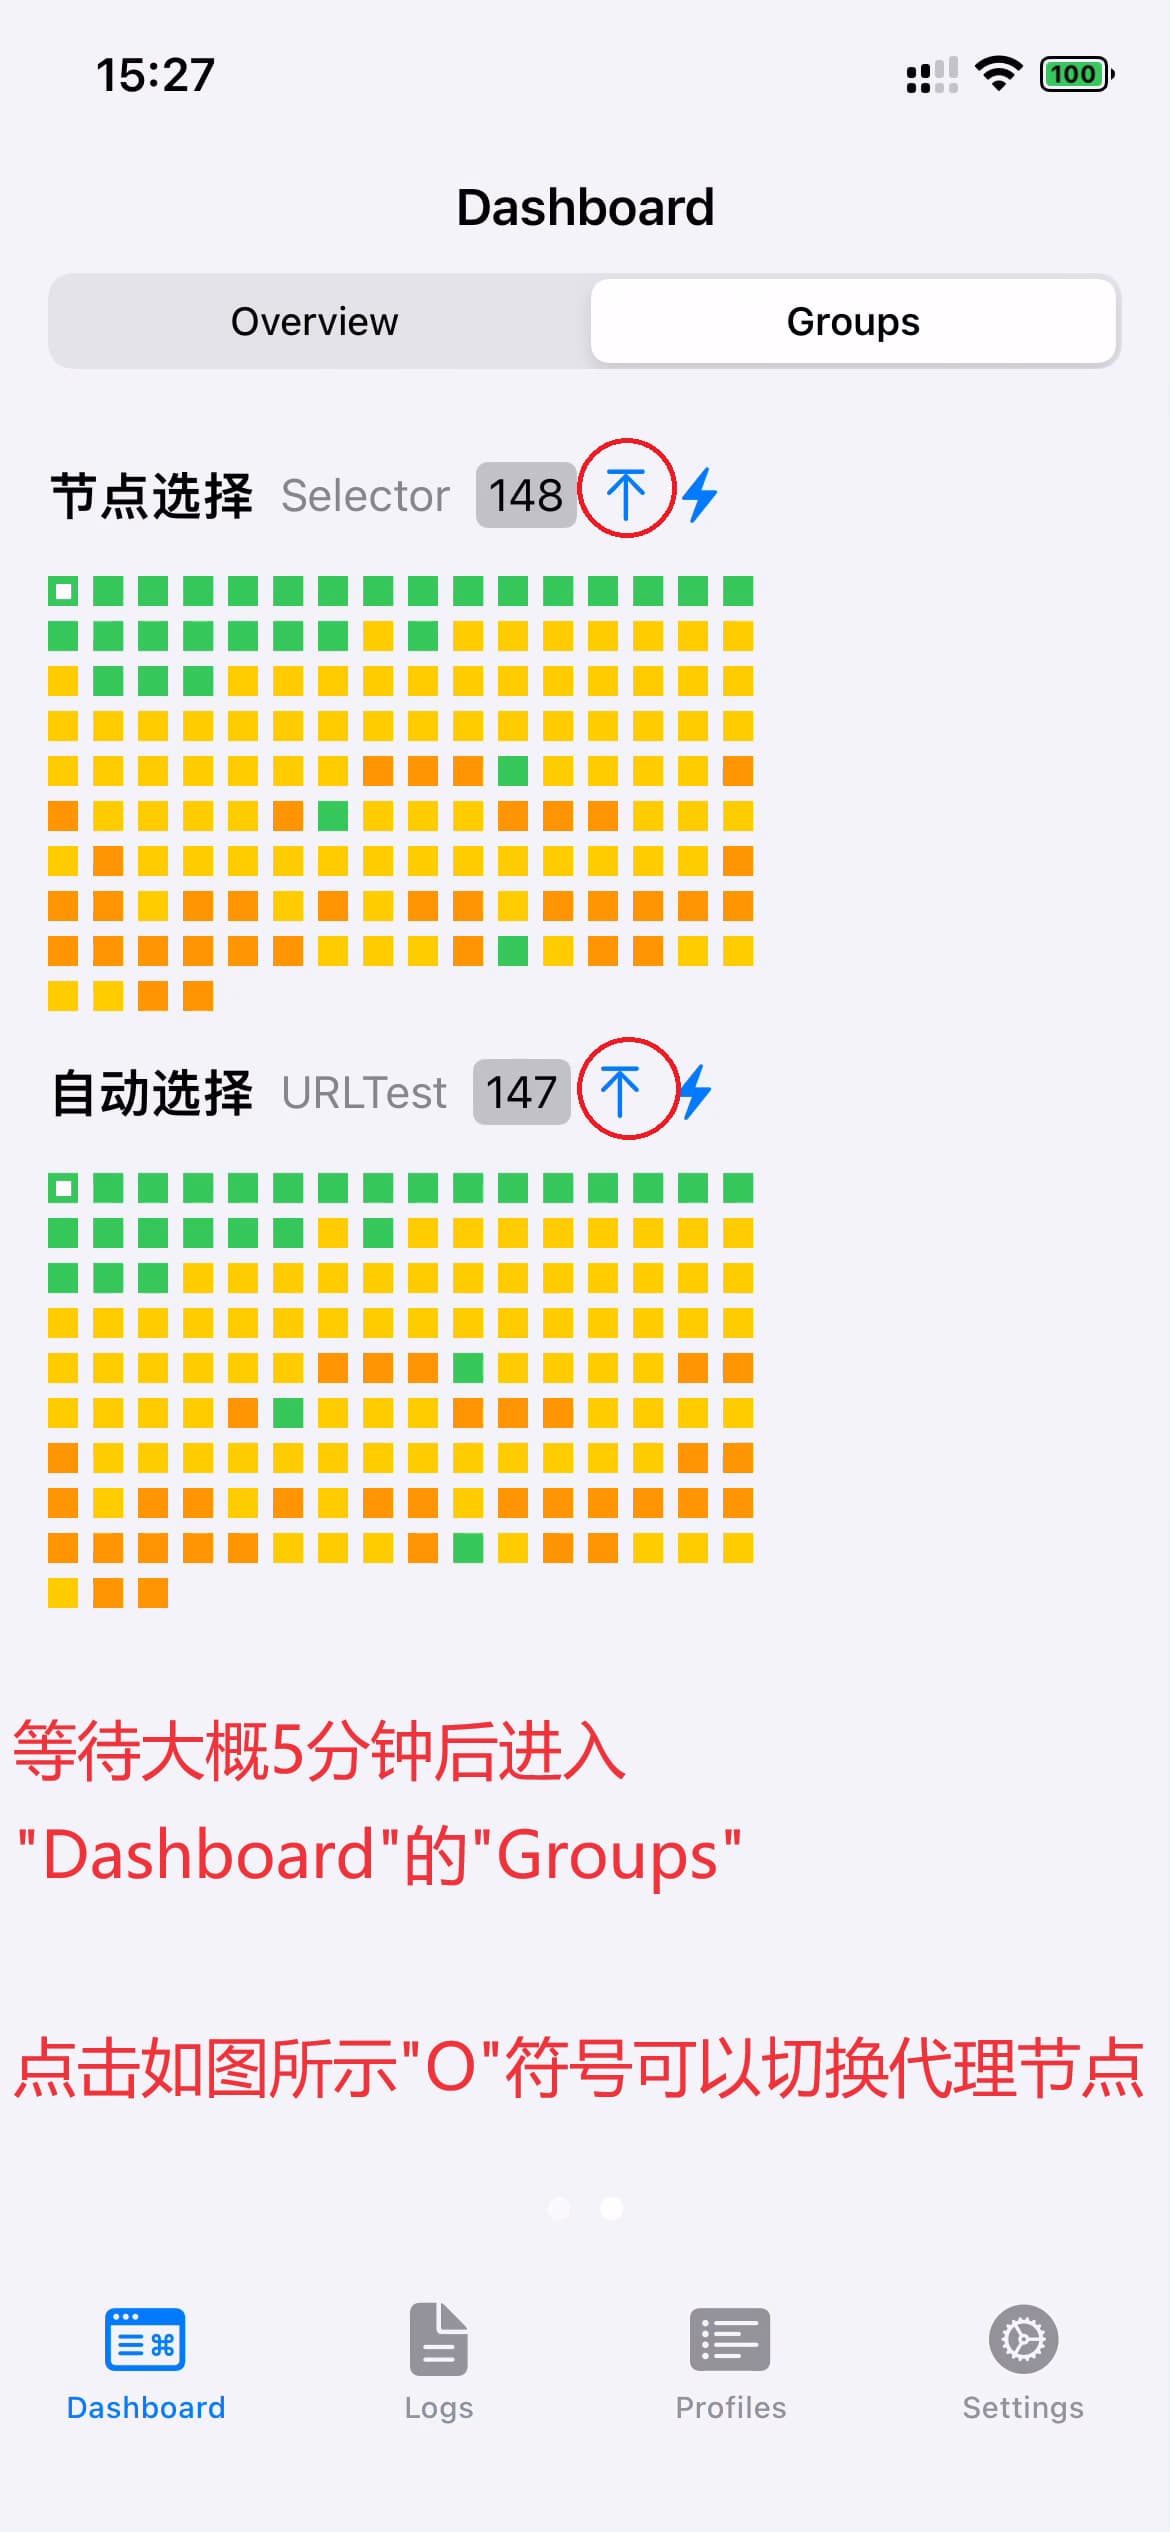 15:27
100
Dashboard
Overview
Groups
节点选择 Selector 148
自动选择 URLTest 147
等待大概5分钟后进入
"Dashboard"的"Groups"
点击如图所示"O"符号可以切换代理节点
Dashboard
Logs
Profiles
Settings